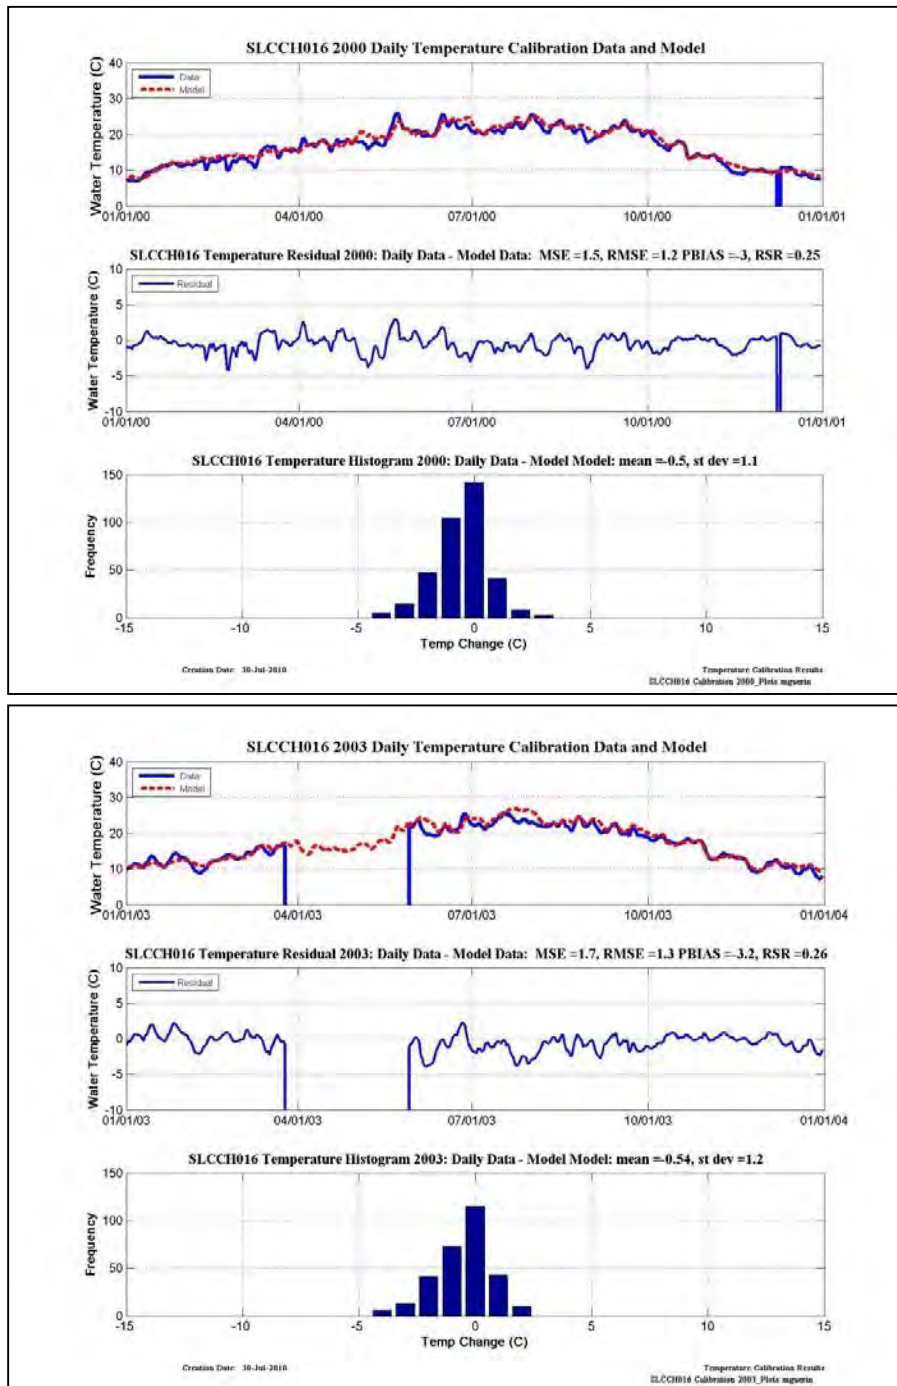 SLCCH016 2000 Daily Temperature Calibration Data and Model
Water Temperature (C)
40
30
20
10
0
Data
Model
01/01/00
04/01/00
07/01/00
10/01/00
01/01/01
SLCCH016 Temperature Residual 2000: Daily Data - Model Data: MSE =1.5, RMSE =1.2 PBIAS =-3, RSR =0.25
Water Temperature (C)
10
5
0
-5
-10
Residual
01/01/00
04/01/00
07/01/00
10/01/00
01/01/01
SLCCH016 Temperature Histogram 2000: Daily Data - Model Model: mean =-0.5, st dev =1.1
Frequency
150
100
50
0
-15
-10
-5
0
5
10
15
Temp Change (C)
Creation Date: 30-Jul-2010
Temperature Calibration Results
SLCCH016 Calibration 2000_Plots mguerin
SLCCH016 2003 Daily Temperature Calibration Data and Model
Water Temperature (C)
40
30
20
10
0
Data
Model
01/01/03
04/01/03
07/01/03
10/01/03
01/01/04
SLCCH016 Temperature Residual 2003: Daily Data - Model Data: MSE =1.7, RMSE =1.3 PBIAS =-3.2, RSR =0.26
Water Temperature (C)
10
5
0
-5
-10
Residual
01/01/03
04/01/03
07/01/03
10/01/03
01/01/04
SLCCH016 Temperature Histogram 2003: Daily Data - Model Model: mean =-0.54, st dev =1.2
Frequency
150
100
50
0
-15
-10
-5
0
5
10
15
Temp Change (C)
Creation Date: 30-Jul-2010
Temperature Calibration Results
SLCCH016 Calibration 2003_Plots mguerin